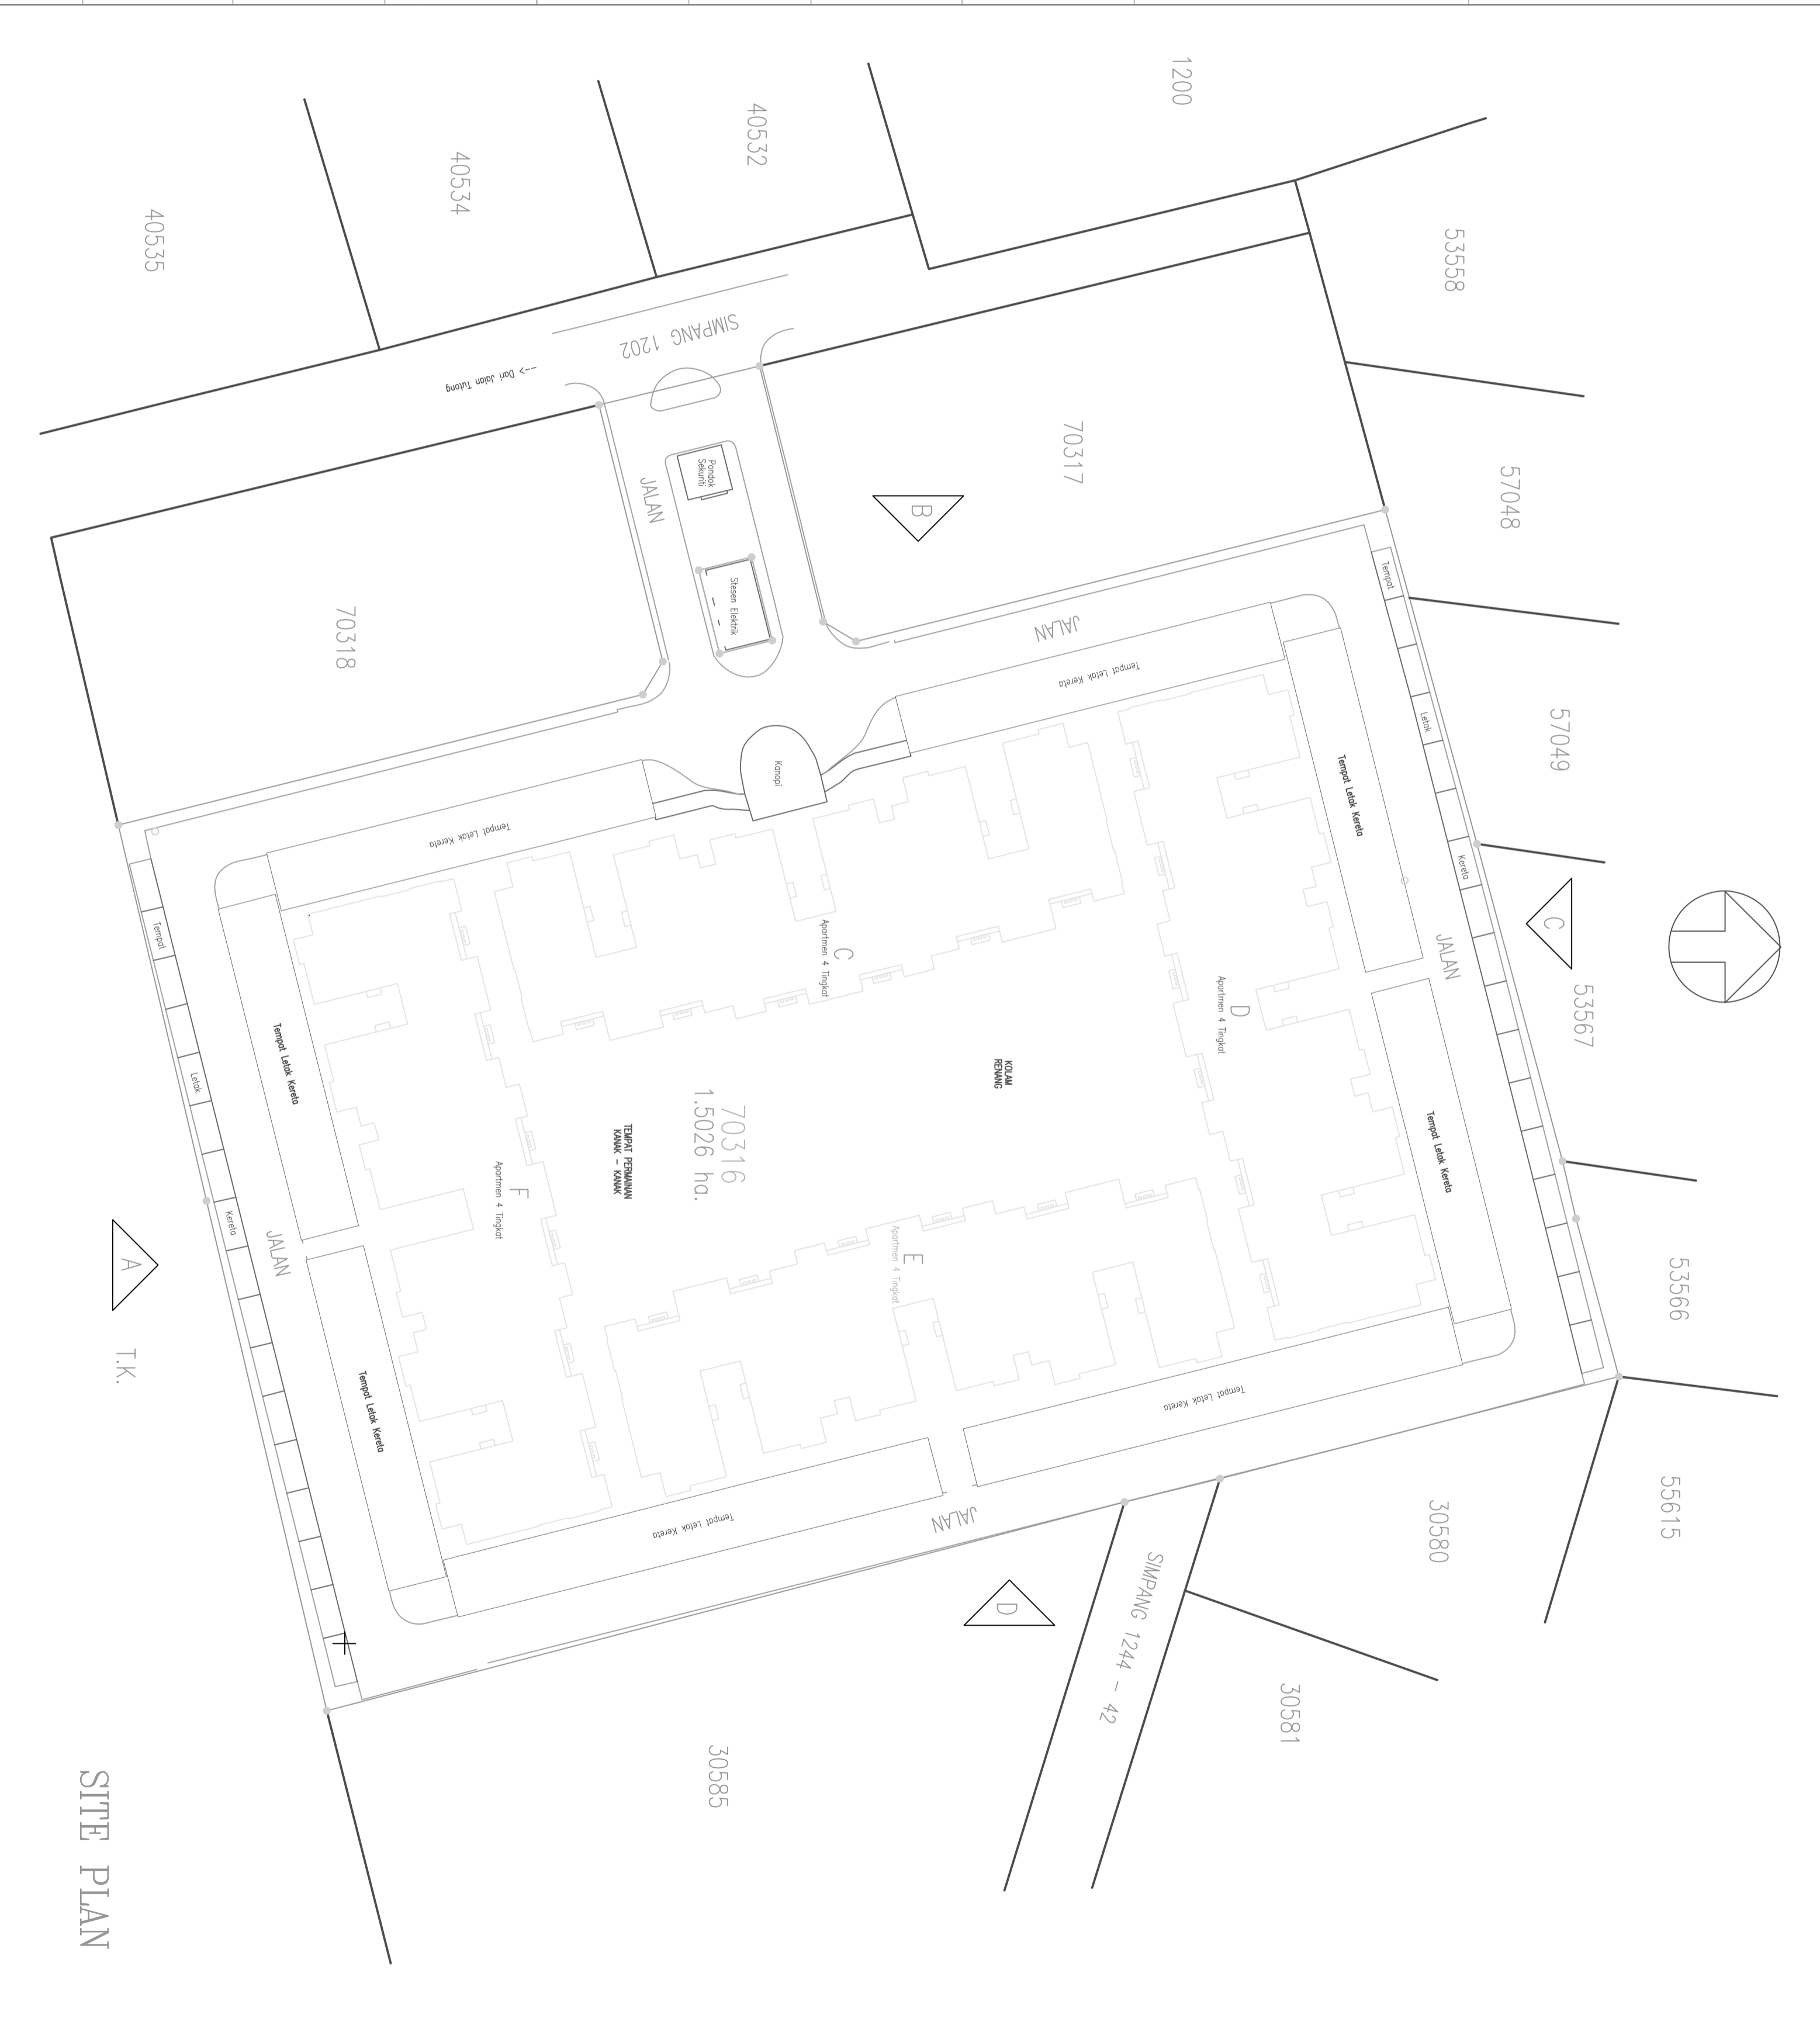 1200
40532
40534
40535
53558
SIMPANG 1202
---> Dari Jalan Tutong
70317
57048
Pondok
Sekuriti
JALAN
B
Stesen Elektrik
70318
JALAN
Tempat
Letak
Kereta
57049
Tempat Letak Kereta
Tempat Letak Kereta
Kanopi
Tempat Letak Kereta
C
JALAN
53567
C
Apartmen 4 Tingkat
D
Apartmen 4 Tingkat
KOLAM
RENANG
70316
1.5026 ha.
TEMPAT PERMAINAN
KANAK - KANAK
F
Apartmen 4 Tingkat
E
Apartmen 4 Tingkat
Tempat
Letak
Kereta
Tempat Letak Kereta
JALAN
A
T.K.
Tempat Letak Kereta
Tempat Letak Kereta
53566
Tempat Letak Kereta
Tempat Letak Kereta
JALAN
D
SIMPANG 1244 - 42
30580
55615
30581
30585
SITE PLAN